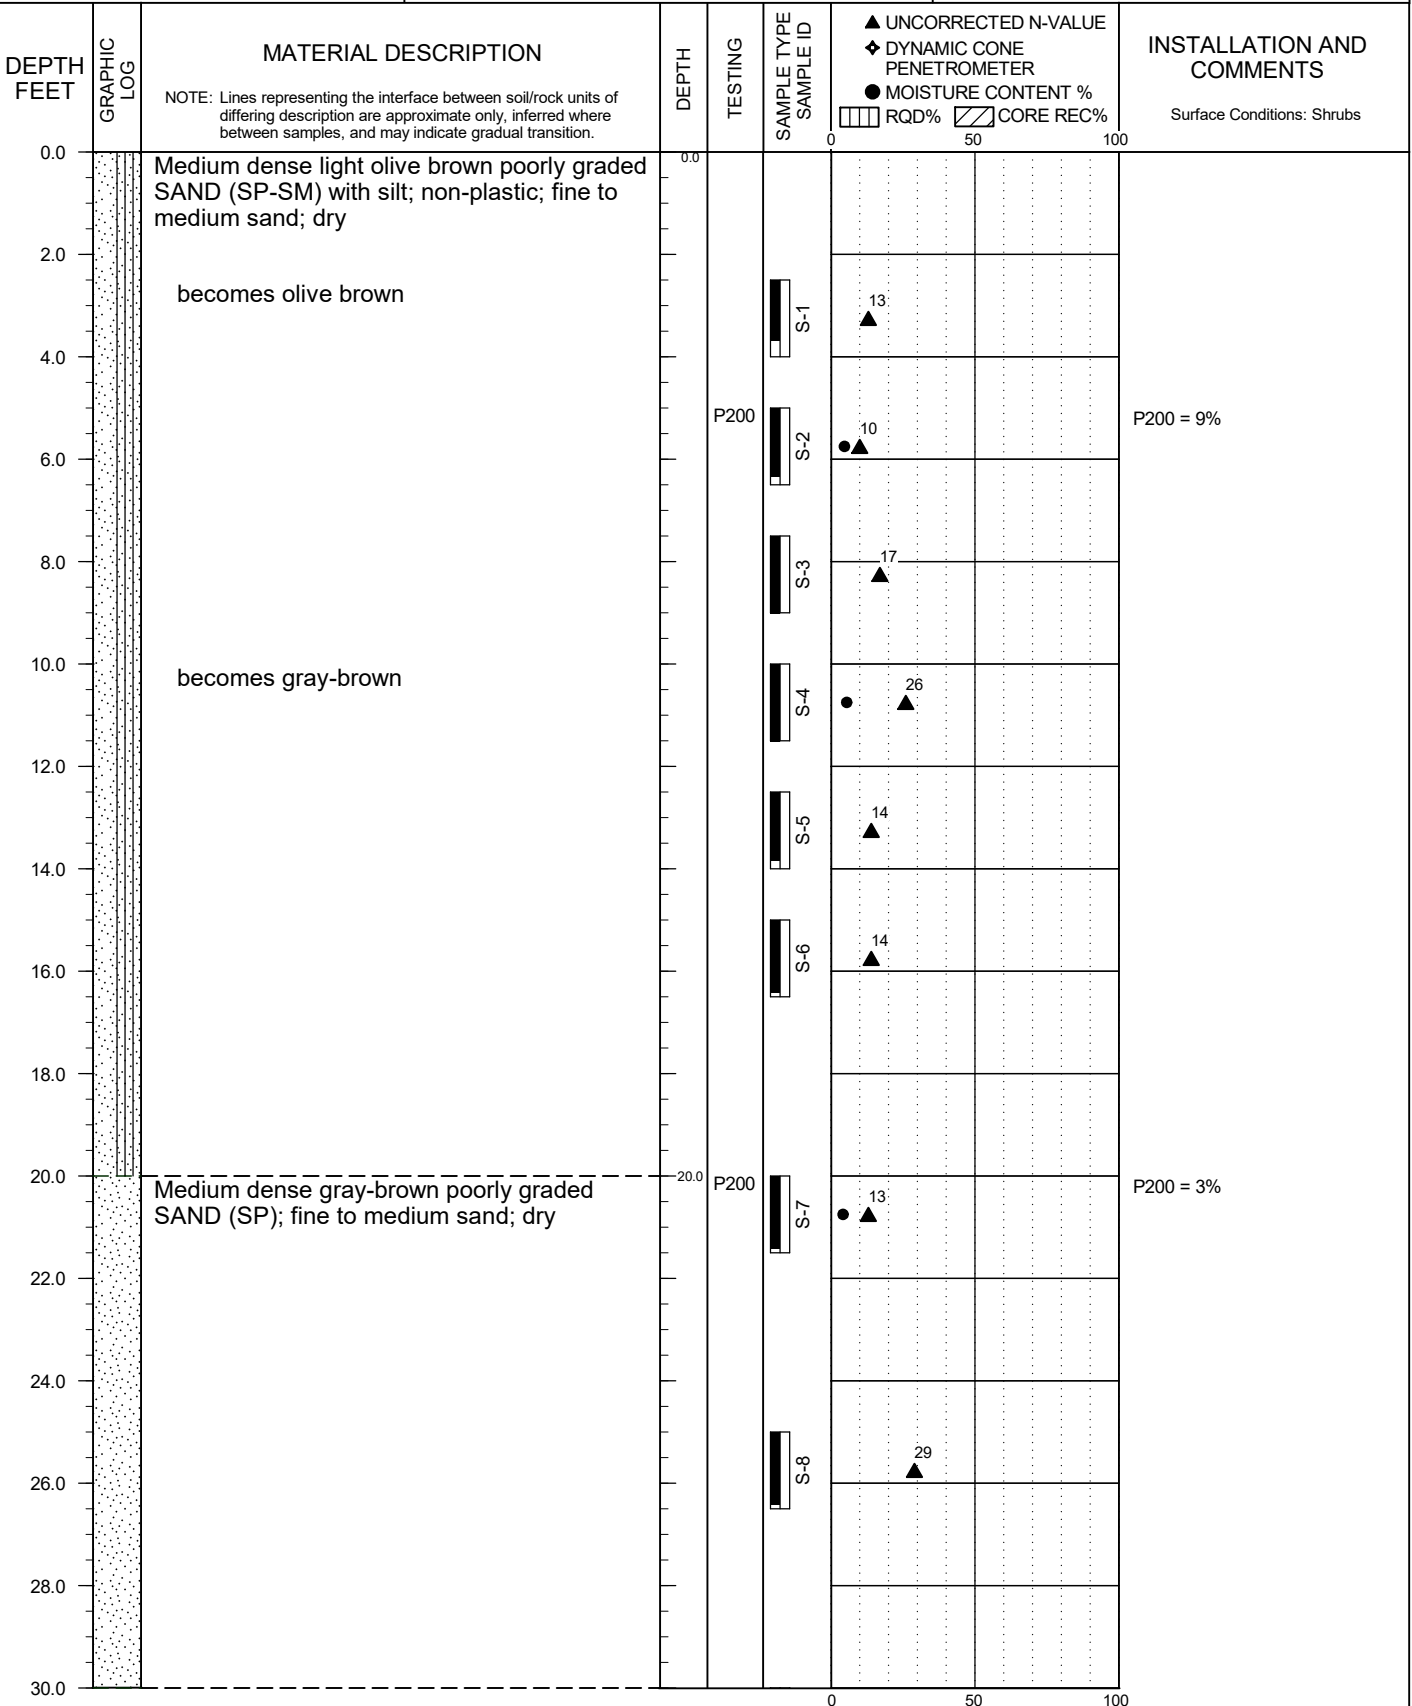 DEPTH
FEET
GRAPHIC
LOG
MATERIAL DESCRIPTION
NOTE: Lines representing the interface between soil/rock units of
differing description are approximate only, inferred where
between samples, and may indicate gradual transition.
DEPTH
TESTING
SAMPLE TYPE
SAMPLE ID
▲ UNCORRECTED N-VALUE
DYNAMIC CONE
PENETROMETER
● MOISTURE CONTENT %
RQD% CORE REC%
0 50 100
INSTALLATION AND
COMMENTS
Surface Conditions: Shrubs
0.0
Medium dense light olive brown poorly graded
SAND (SP-SM) with silt; non-plastic; fine to
medium sand; dry
0.0
2.0
becomes olive brown
S-1
13
4.0
P200
S-2
10
P200 = 9%
6.0
8.0
S-3
17
10.0
becomes gray-brown
S-4
26
12.0
S-5
14
14.0
S-6
14
16.0
18.0
20.0
20.0
Medium dense gray-brown poorly graded
SAND (SP); fine to medium sand; dry
P200
S-7
13
P200 = 3%
22.0
24.0
S-8
29
26.0
28.0
30.0
0 50 100